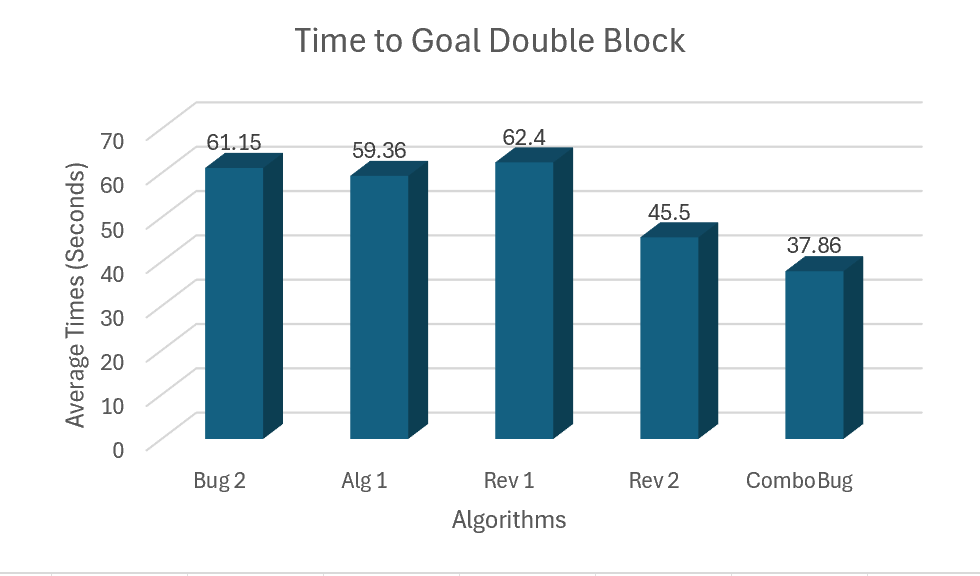 Time to Goal Double Block
Average Times (Seconds)
70
60
50
40
30
20
10
0
61.15
59.36
62.4
45.5
37.86
Bug 2
Alg 1
Rev 1
Rev 2
ComboBug
Algorithms